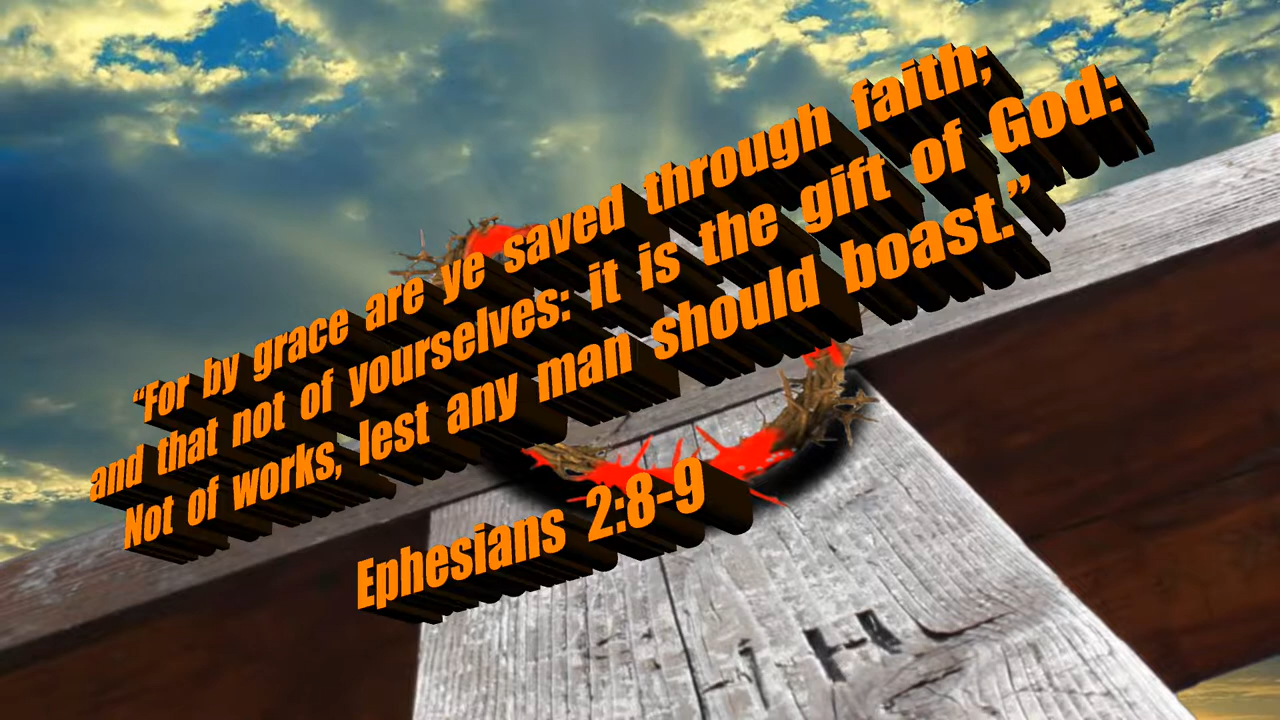 “For by grace are ye saved through faith;
and that not of yourselves: it is the gift of God:
Not of works, lest any man should boast.”
Ephesians 2:8-9